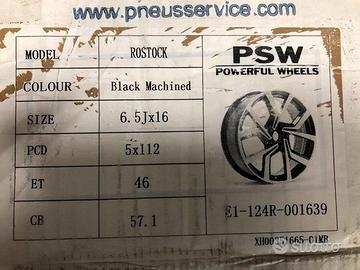 www.pneusservice.com
MODEL ROSTOCK
COLOUR Black Machined
SIZE 6.5Jx16
PCD 5x112
ET 46
CB 57.1
PSW
POWERFUL WHEELS
E1-124R-001639
subito